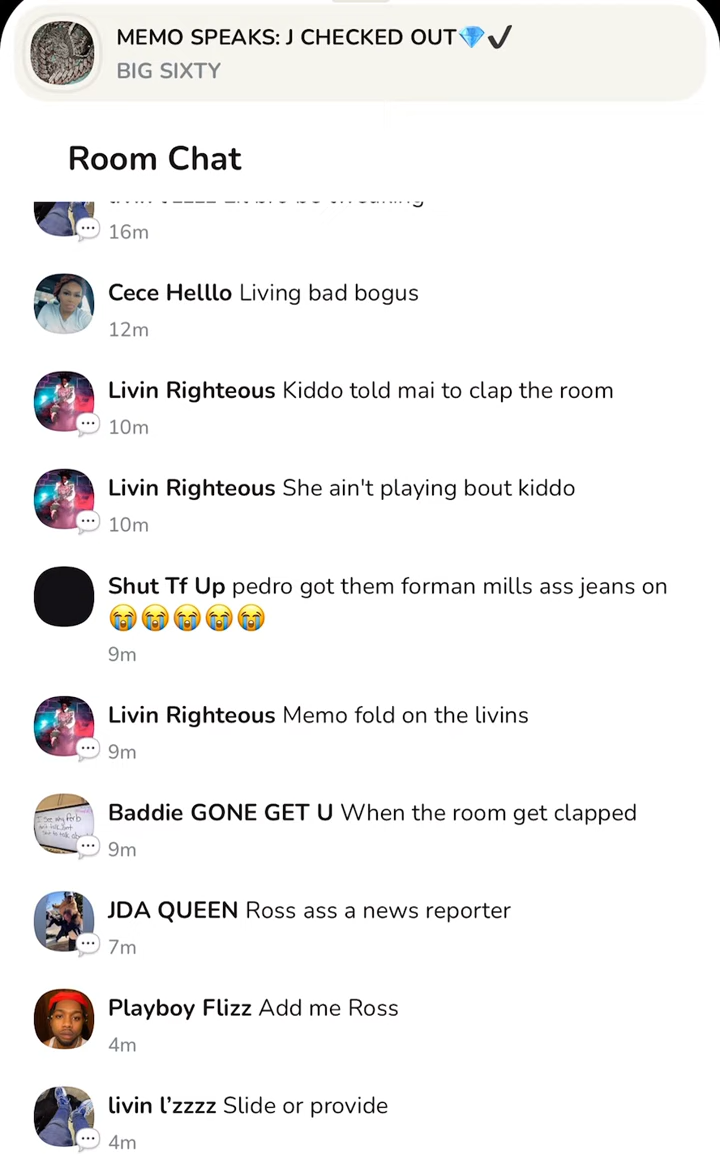 MEMO SPEAKS: J CHECKED OUT💎✔️
BIG SIXTY
Room Chat
16m
Cece Helllo Living bad bogus
12m
Livin Righteous Kiddo told mai to clap the room
10m
Livin Righteous She ain't playing bout kiddo
10m
Shut Tf Up pedro got them forman mills ass jeans on
😭😭😭😭😭
9m
Livin Righteous Memo fold on the livins
9m
Baddie GONE GET U When the room get clapped
9m
JDA QUEEN Ross ass a news reporter
7m
Playboy Flizz Add me Ross
4m
livin l’zzzz Slide or provide
4m